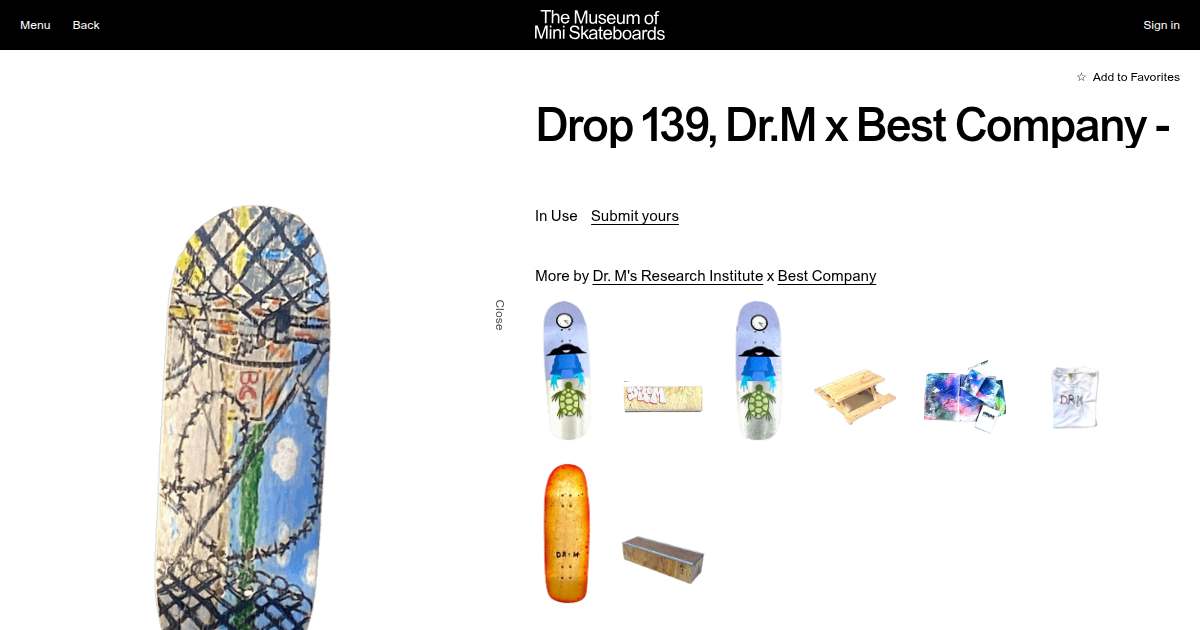 Menu
Back
The Museum of
Mini Skateboards
Sign in
☆ Add to Favorites
Drop 139, Dr.M x Best Company -
In Use
Submit yours
More by Dr. M's Research Institute x Best Company
Close
BC
DRM
DR·M